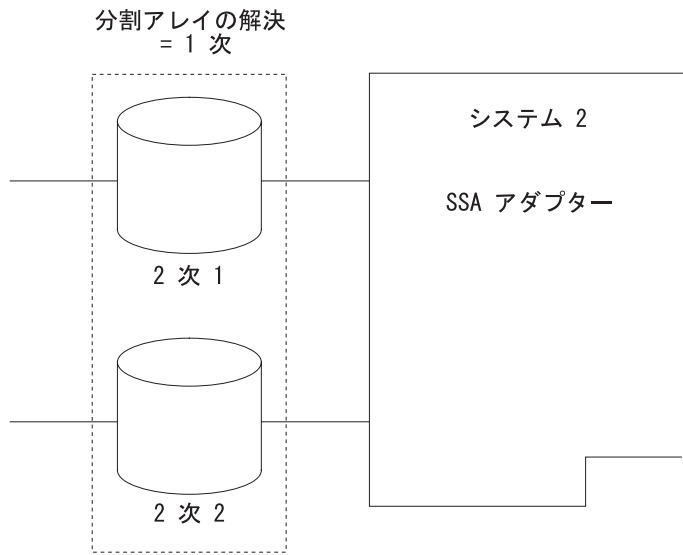 分割アレイの解決
= 1 次
システム 2
SSA アダプター
2 次 1
2 次 2